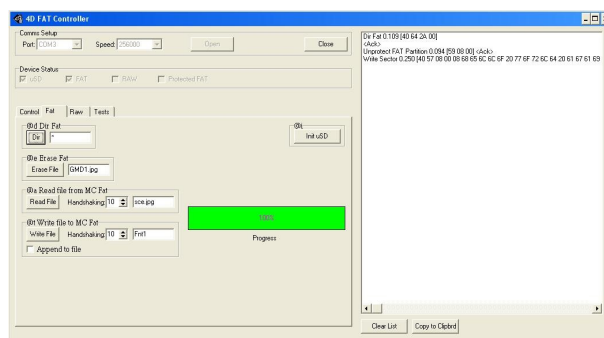 4D FAT Controller
Comms Setup
Port: COM3 Speed: 256000 Open Close
Device Status
uSD FAT RAW Protected FAT
Control Fat Raw Tests
@d Dir Fat
Dir *
@i
Init uSD
@e Erase Fat
Erase File GMD1.jpg
@a Read file from MC Fat
Read File Handshaking: 10 sce.jpg
@t Write file to MC Fat
Write File Handshaking: 10 Fnt1
Append to file
100%
Progress
Dir Fat 0.109 [40 64 2A 00]
<Ack>
Unprotect FAT Partition 0.094 [59 08 00] <Ack>
Write Sector 0.250 [40 57 08 00 08 68 65 6C 6C 6F 20 77 6F 72 6C 64 20 61 67 61 69
Clear List Copy to Clipbrd